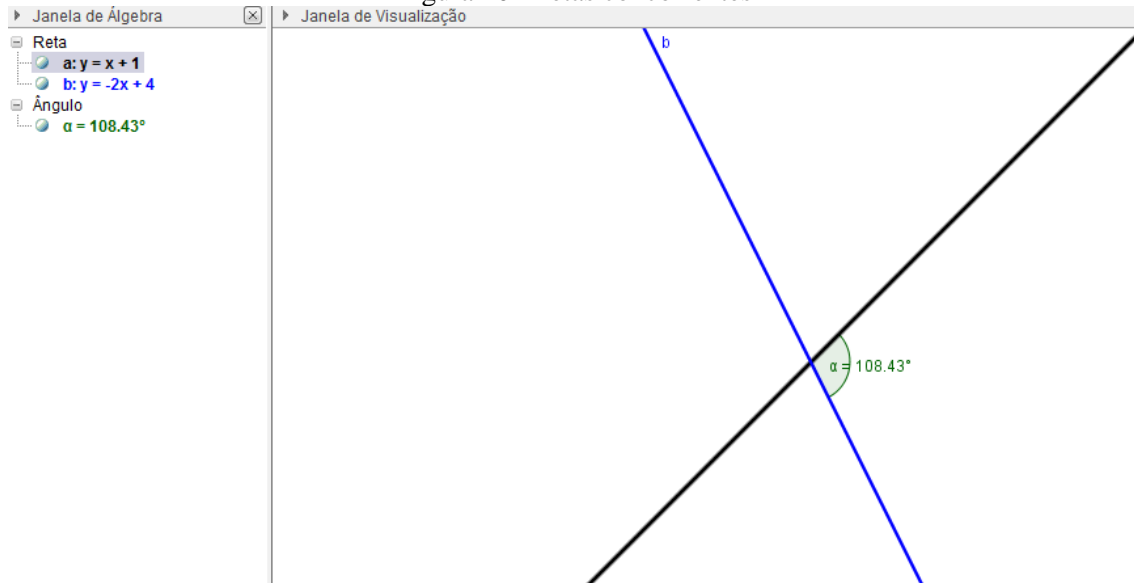 Janela de Álgebra
Reta
a: y = x + 1
b: y = -2x + 4
Ângulo
α = 108.43°
Janela de Visualização
b
α = 108.43°